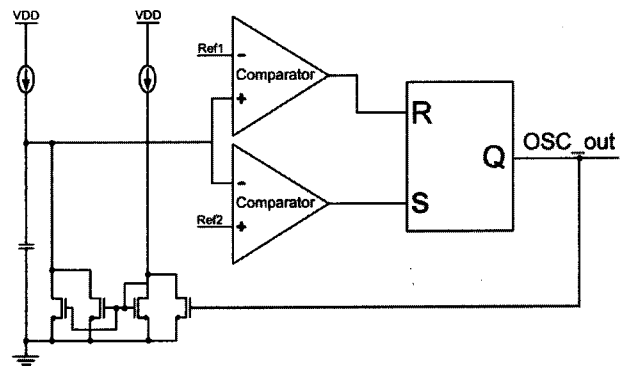 VDD
VDD
Ref1
-
Comparator
+
R
OSC_out
Q
-
Comparator
S
Ref2
+